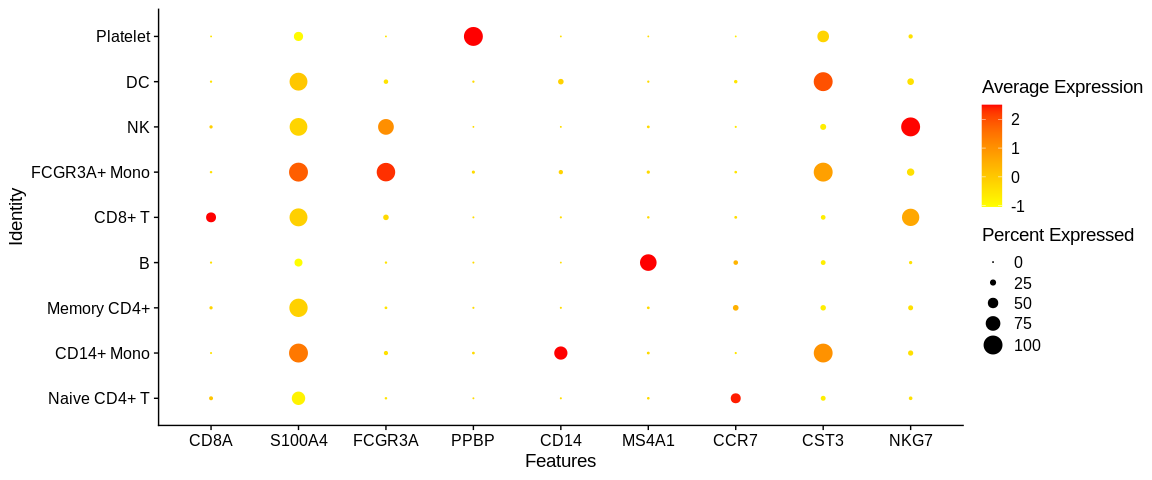 Platelet
DC
NK
FCGR3A+ Mono
CD8+ T
B
Memory CD4+
CD14+ Mono
Naive CD4+ T
Identity
CD8A S100A4 FCGR3A PPBP CD14 MS4A1 CCR7 CST3 NKG7
Features
Average Expression
2
1
0
-1
Percent Expressed
0
25
50
75
100